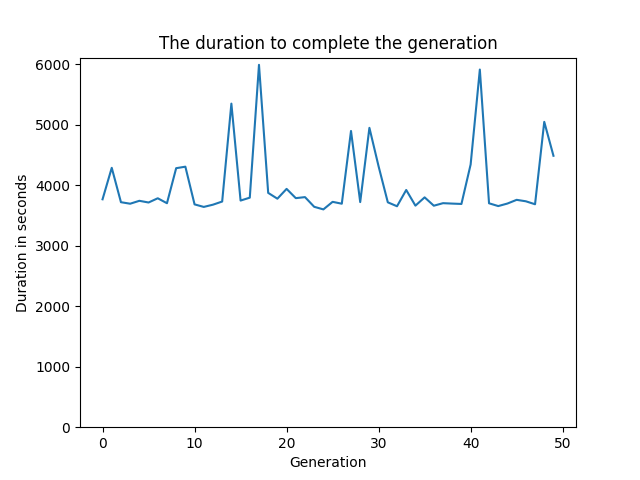 The duration to complete the generation
6000
5000
4000
3000
2000
1000
0
Duration in seconds
0 10 20 30 40 50
Generation